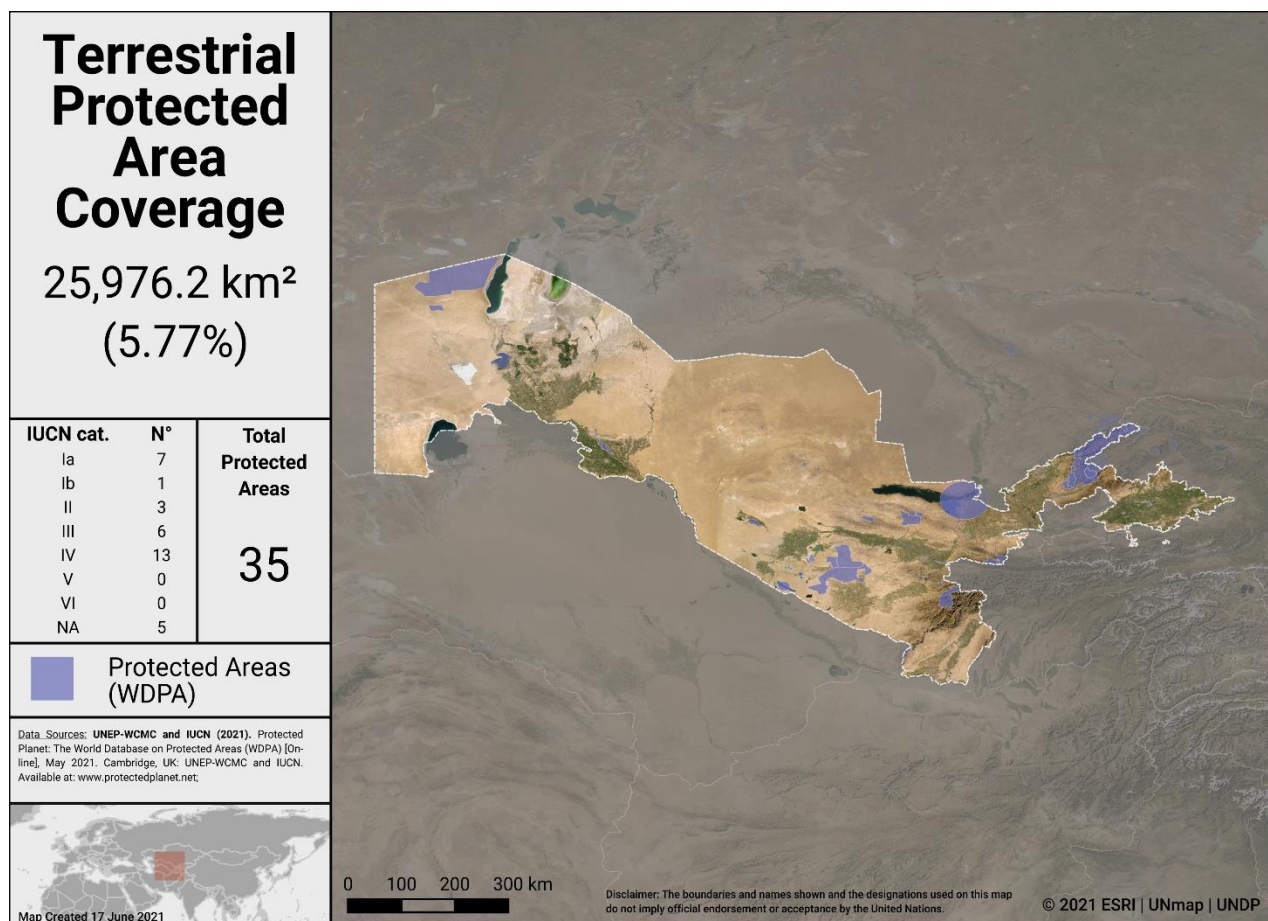 Terrestrial
Protected
Area
Coverage
25,976.2 km²
(5.77%)
IUCN cat. N°
Ia 7
Ib 1
II 3
III 6
IV 13
V 0
VI 0
NA 5
Total
Protected
Areas
35
Protected Areas
(WDPA)
Data Sources: UNEP-WCMC and IUCN (2021). Protected
Planet: The World Database on Protected Areas (WDPA) [On-
line], May 2021. Cambridge, UK: UNEP-WCMC and IUCN.
Available at: www.protectedplanet.net;
Map Created 17 June 2021
0 100 200 300 km
Disclaimer: The boundaries and names shown and the designations used on this map
do not imply official endorsement or acceptance by the United Nations.
© 2021 ESRI | UNmap | UNDP